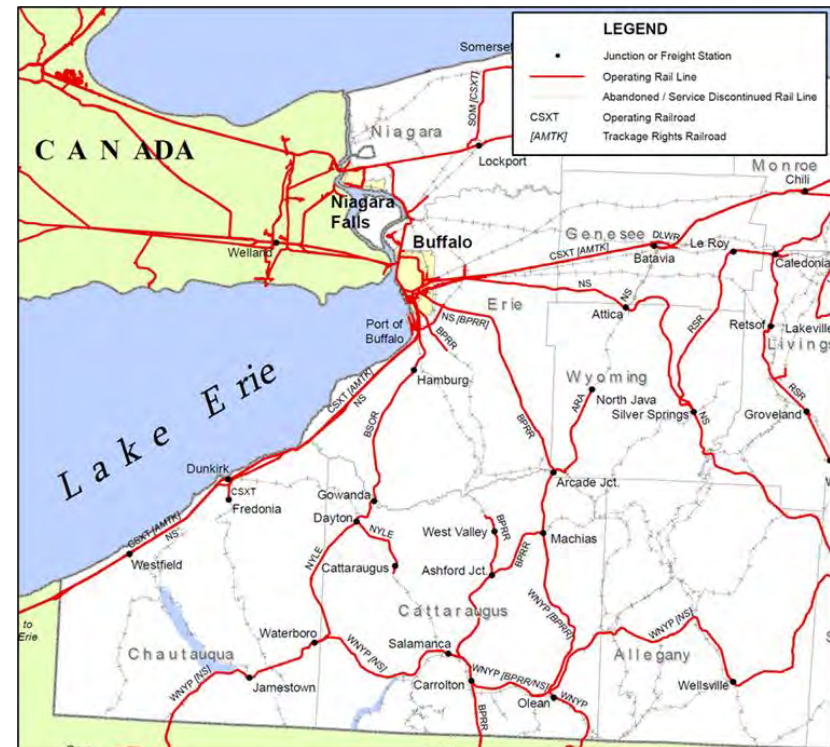 LEGEND
Junction or Freight Station
Operating Rail Line
Abandoned / Service Discontinued Rail Line
CSXT Operating Railroad
[AMTK] Trackage Rights Railroad
Somerset
SOM [CSXT]
Niagara
Lockport
CANADA
Monroe
Chili
Niagara
Falls
Buffalo
Genesee
DLWR
Le Roy
Welland
CSXT [AMTK]
Batavia
Caledonia
NS
Erie
NS
Attica
Port of
Buffalo
NS [BPRR]
BPRR
RSR
Retsof
Lakeville
Livings
Hamburg
Wyoming
CSXT [AMTK]
NS
Lake Erie
BSOR
BPRR
ARA
North Java
Silver Springs
NS
RSR
Groveland
Dunkirk
CSXT
Fredonia
Gowanda
Arcade Jct.
Dayton
NYLE
West Valley
BPRR
Machias
CSXT [AMTK]
NS
Westfield
NYLE
Cattaraugus
Ashford Jct.
BPRR
Cattaraugus
WNYP [BPRR]
to
Erie
Waterboro
Chautauqua
WNYP [NS]
Salamanca
WNYP [NS]
Allegany
WNYP [NS]
Jamestown
Carrolton
WNYP [BPRR/NS]
WNYP
Olean
Wellsville
BPRR